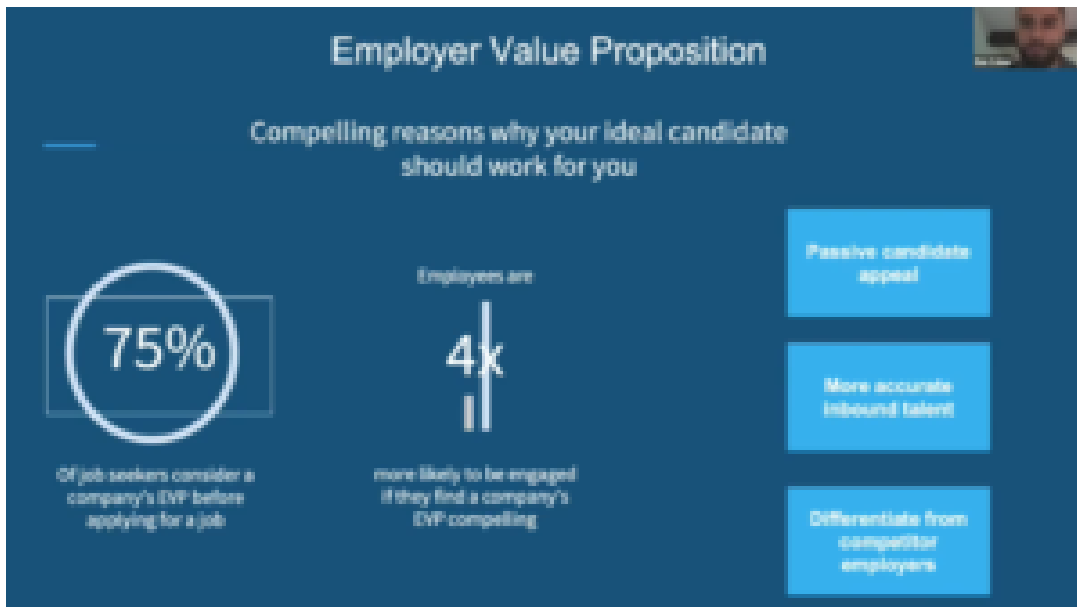 Employer Value Proposition
Compelling reasons why your ideal candidate
should work for you
75%
Of job seekers consider a
company's EVP before
applying for a job
Employees are
4x
more likely to be engaged
if they find a company's
EVP compelling
Passive candidate
appeal
More accurate
inbound talent
Differentiate from
competitor
employers